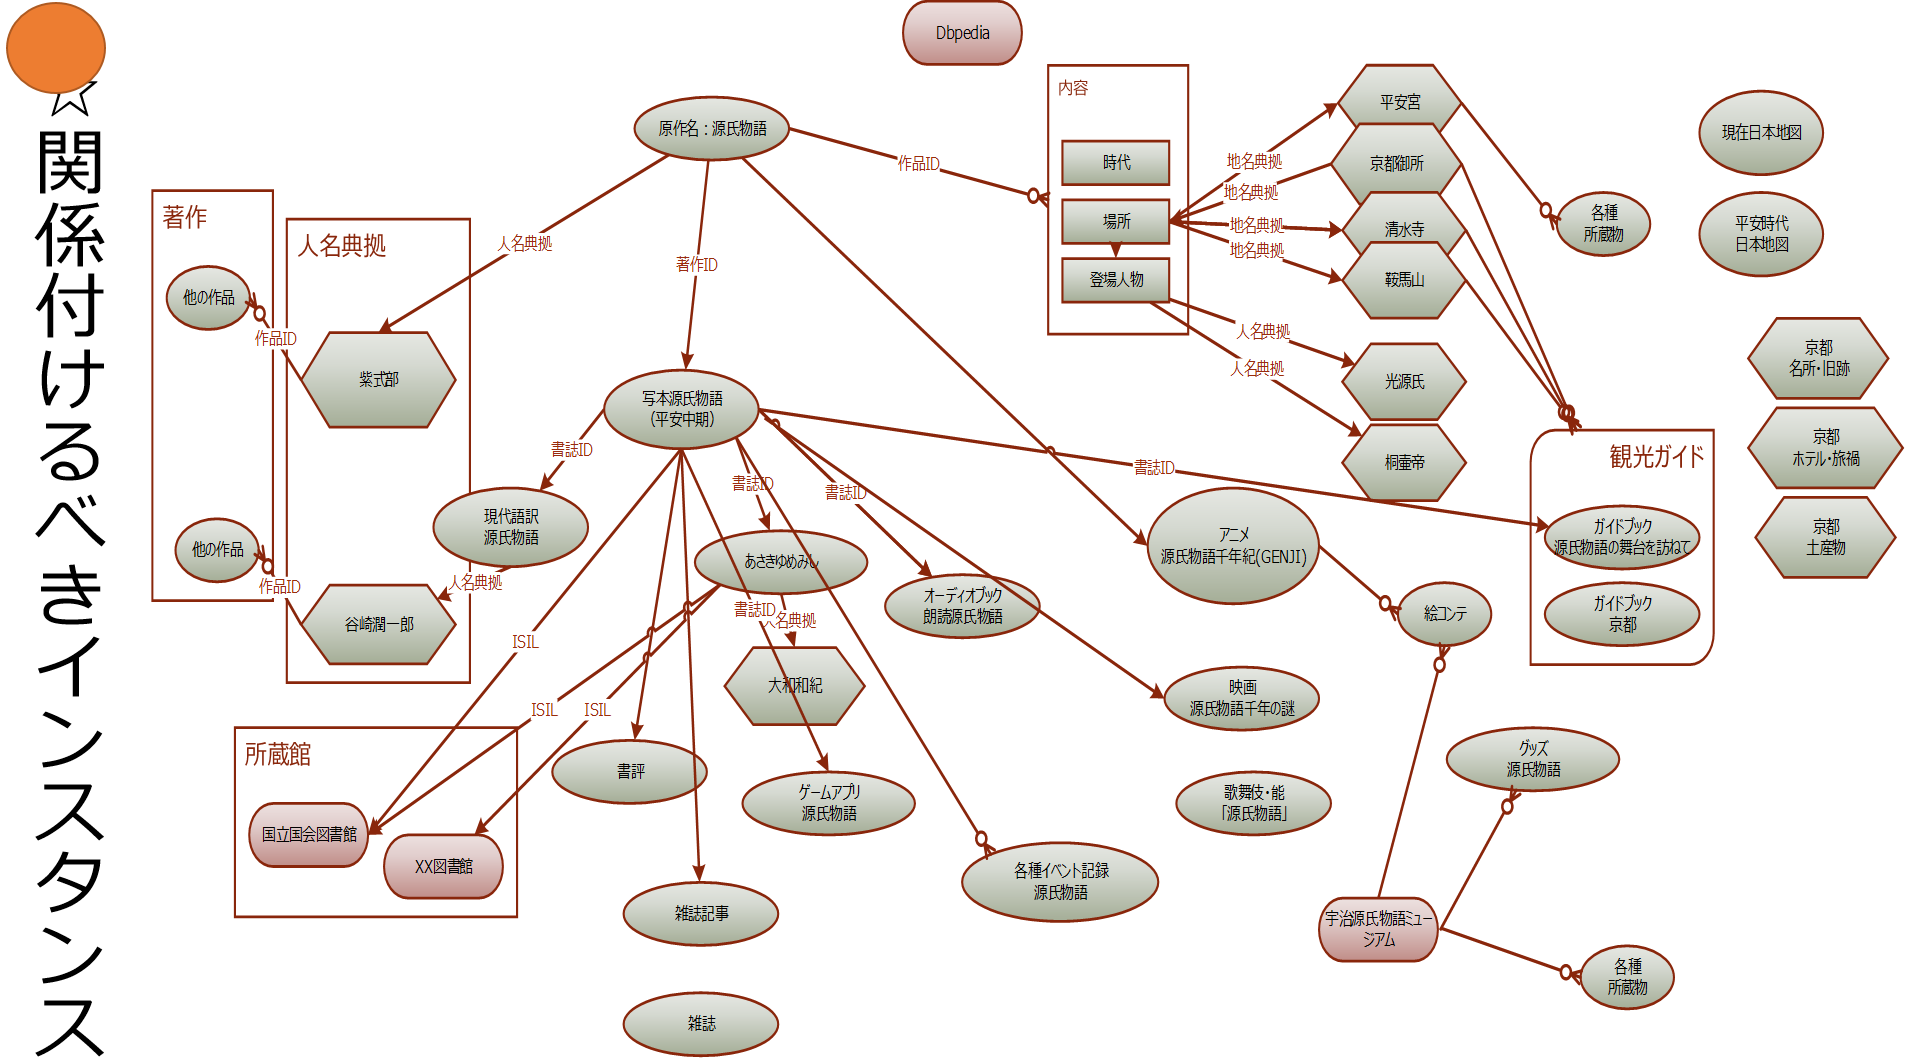 ☆関係付けるべきインスタンス
Dbpedia
原作名：源氏物語
作品ID
内容
時代
場所
登場人物
地名典拠
地名典拠
地名典拠
地名典拠
人名典拠
人名典拠
平安宮
京都御所
清水寺
鞍馬山
光源氏
桐壷帝
各種
所蔵物
現在日本地図
平安時代
日本地図
京都
名所・旧跡
京都
ホテル・旅禍
京都
土産物
著作
他の作品
作品ID
他の作品
作品ID
人名典拠
人名典拠
紫式部
谷崎潤一郎
人名典拠
著作ID
写本源氏物語
（平安中期）
書誌ID
現代語訳
源氏物語
書誌ID
書誌ID
書誌ID
あさきゆめみし
書誌ID
人名典拠
大和和紀
オーディオブック
朗読源氏物語
アニメ
源氏物語千年紀(GENJI)
絵コンテ
観光ガイド
ガイドブック
源氏物語の舞台を訪ねて
ガイドブック
京都
ISIL
ISIL
ISIL
所蔵館
国立国会図書館
XX図書館
書評
ゲームアプリ
源氏物語
映画
源氏物語千年の謎
歌舞伎・能
「源氏物語」
グッズ
源氏物語
各種イベント記録
源氏物語
雑誌記事
雑誌
宇治源氏物語ミュー
ジアム
各種
所蔵物